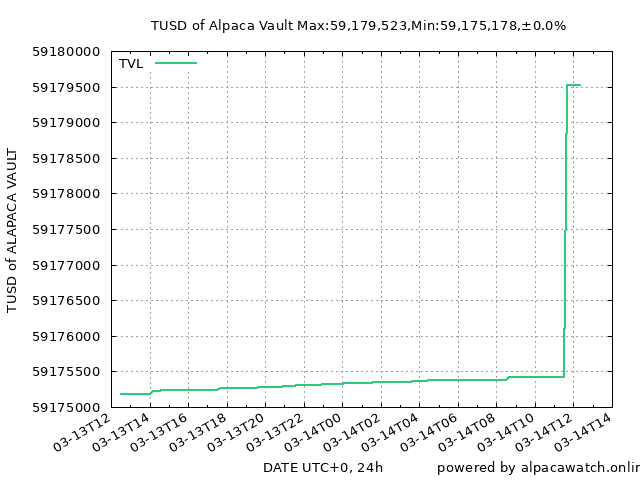 TUSD of Alpaca Vault Max:59,179,523,Min:59,175,178,±0.0%
TVL
59180000
59179500
59179000
59178500
59178000
59177500
59177000
59176500
59176000
59175500
59175000
TUSD of ALAPACA VAULT
03-13T12
03-13T14
03-13T16
03-13T18
03-13T20
03-13T22
03-14T00
03-14T02
03-14T04
03-14T06
03-14T08
03-14T10
03-14T12
03-14T14
DATE UTC+0, 24h
powered by alpacawatch.onlin